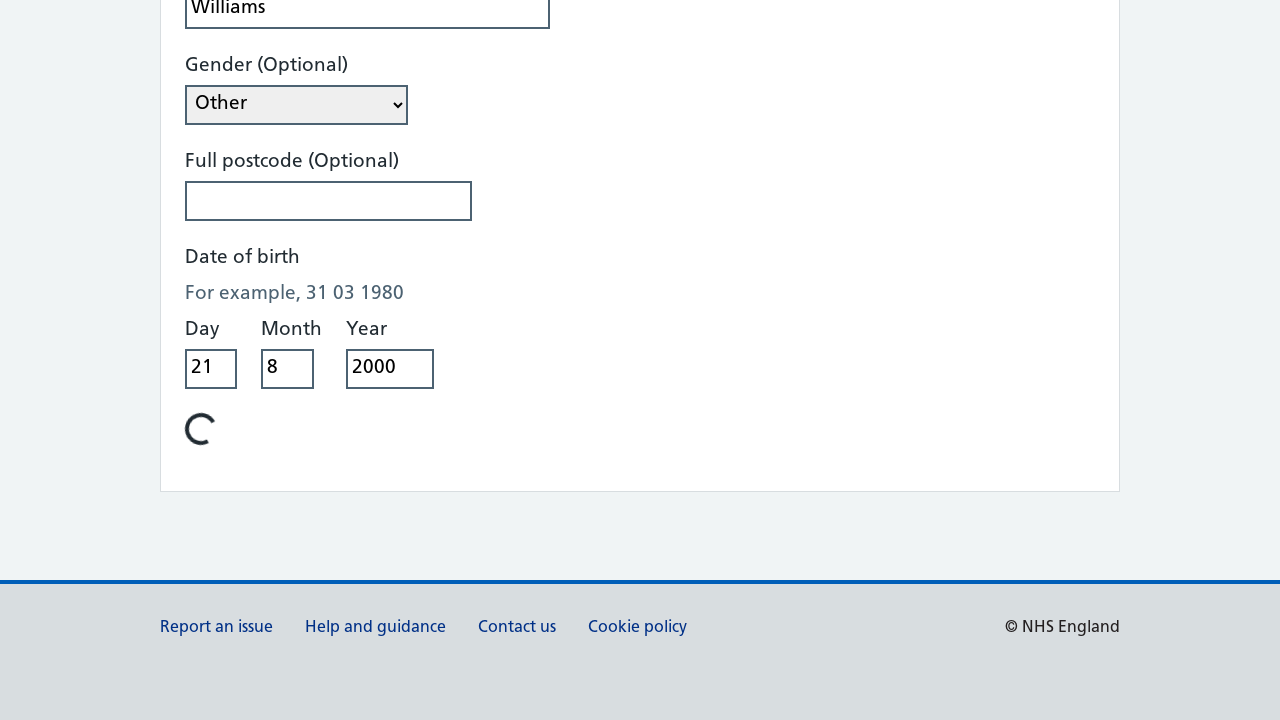 Williams
Gender (Optional)
Other
Full postcode (Optional)
Date of birth
For example, 31 03 1980
Day Month Year
21 8 2000
Report an issue Help and guidance Contact us Cookie policy © NHS England